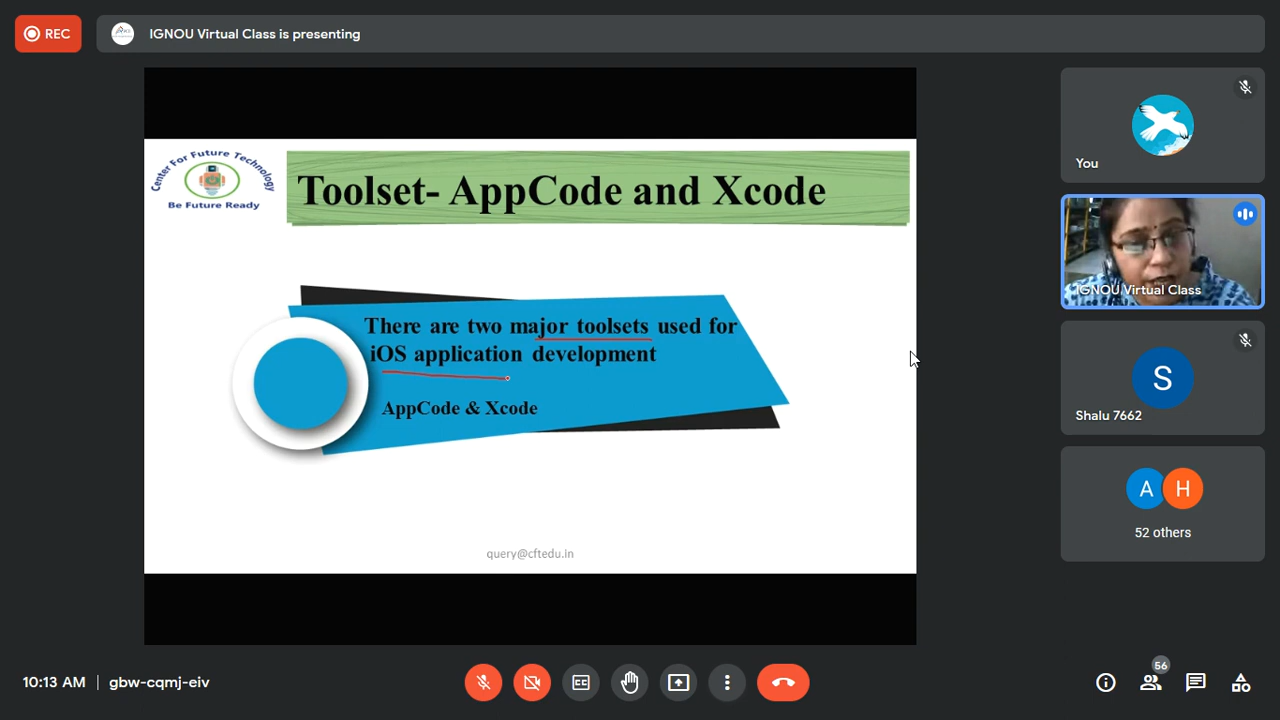 REC
IGNOU Virtual Class is presenting
Center For Future Technology
Be Future Ready
Toolset- AppCode and Xcode
There are two major toolsets used for
iOS application development
AppCode & Xcode
query@cftedu.in
You
IGNOU Virtual Class
S
Shalu 7662
A H
52 others
10:13 AM | gbw-cqmj-eiv
CC
56